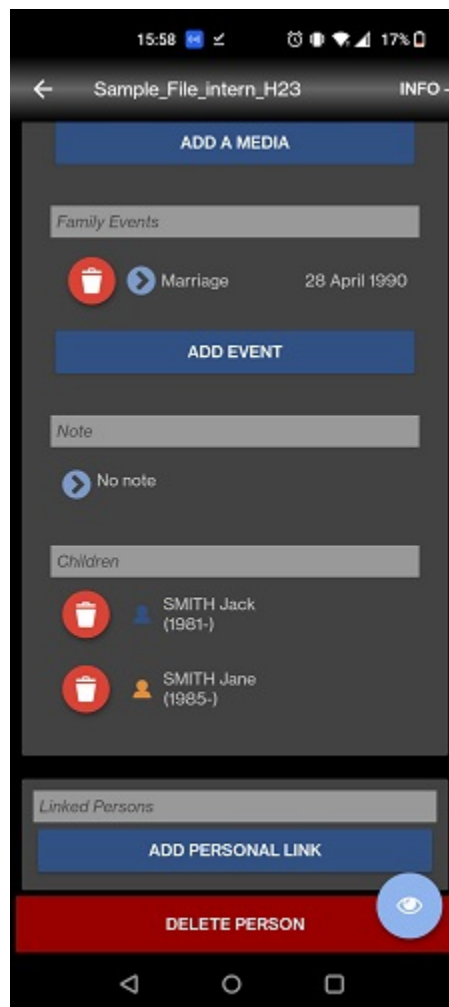 15:58 17%
Sample_File_intern_H23 INFO -
ADD A MEDIA
Family Events
Marriage 28 April 1990
ADD EVENT
Note
No note
Children
SMITH Jack
(1981-)
SMITH Jane
(1985-)
Linked Persons
ADD PERSONAL LINK
DELETE PERSON